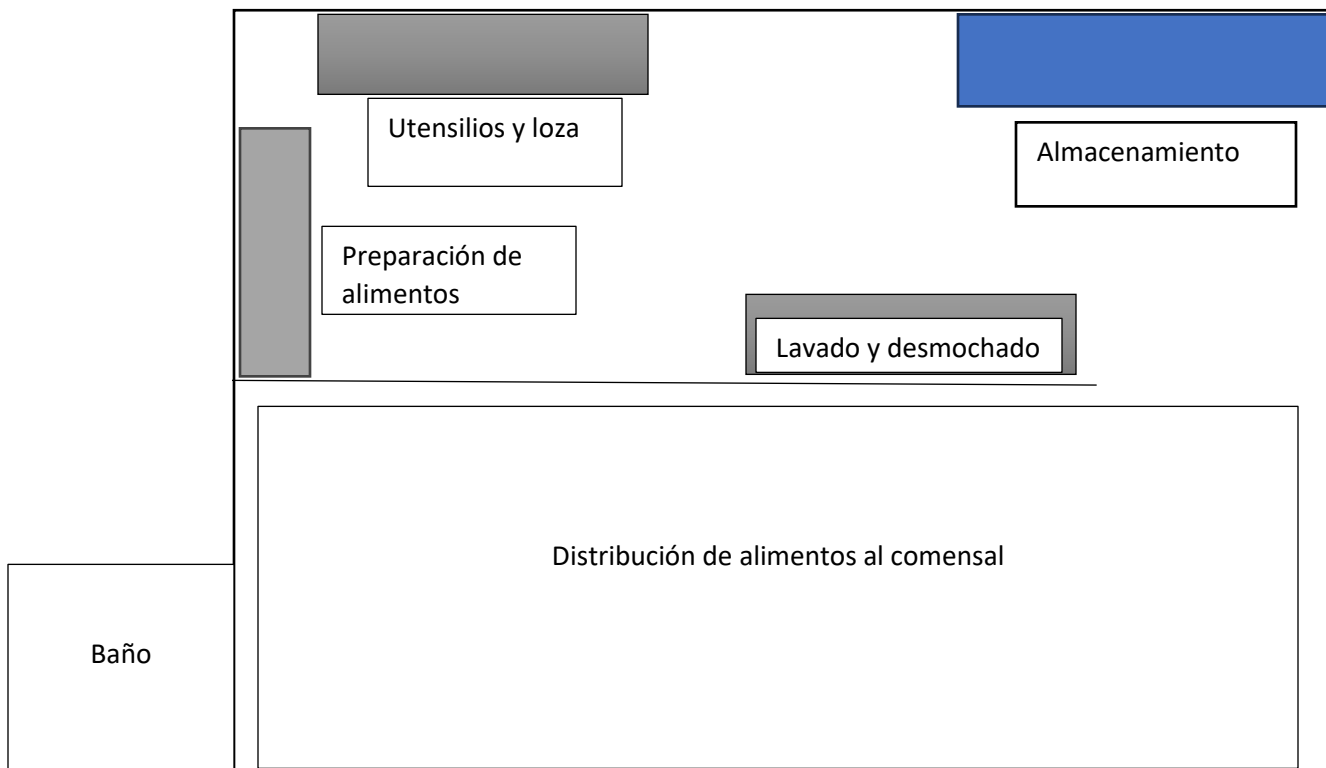 Utensilios y loza
Almacenamiento
Preparación de
alimentos
Lavado y desmochado
Distribución de alimentos al comensal
Baño